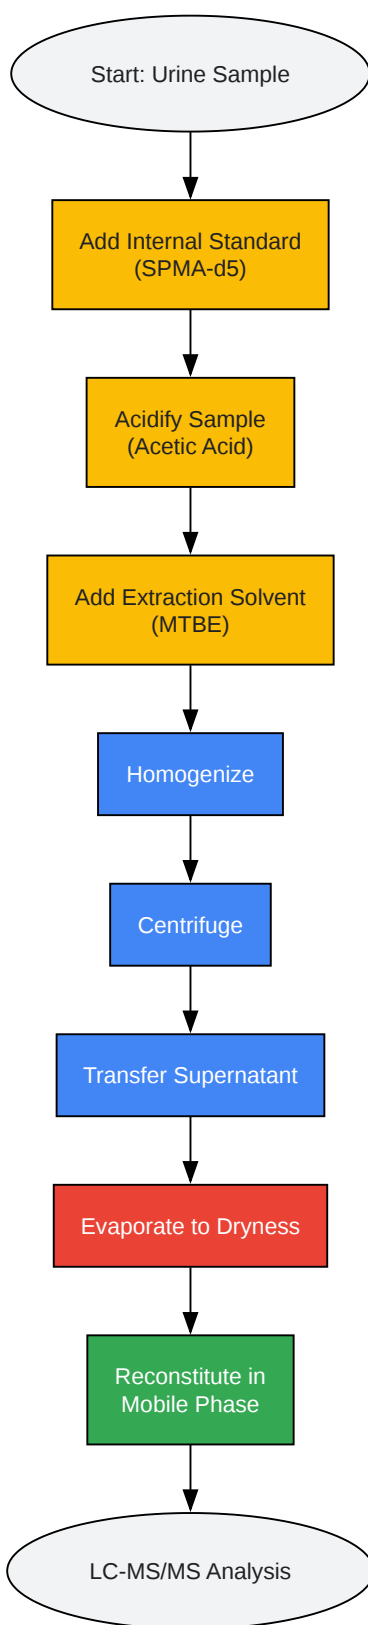 Start: Urine Sample
Add Internal Standard
(SPMA-d5)
Acidify Sample
(Acetic Acid)
Add Extraction Solvent
(MTBE)
Homogenize
Centrifuge
Transfer Supernatant
Evaporate to Dryness
Reconstitute in
Mobile Phase
LC-MS/MS Analysis